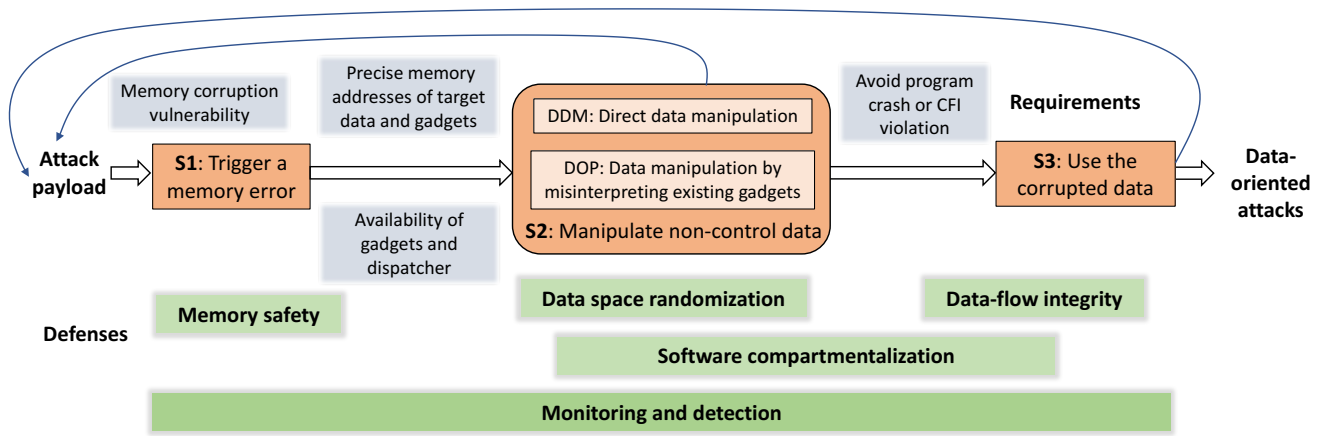 Memory corruption
vulnerability
Precise memory
addresses of target
data and gadgets
Avoid program
crash or CFI
violation
Requirements
Attack
payload
S1: Trigger a
memory error
DDM: Direct data manipulation
DOP: Data manipulation by
misinterpreting existing gadgets
S2: Manipulate non-control data
S3: Use the
corrupted data
Data-
oriented
attacks
Availability of
gadgets and
dispatcher
Defenses
Memory safety
Data space randomization
Data-flow integrity
Software compartmentalization
Monitoring and detection